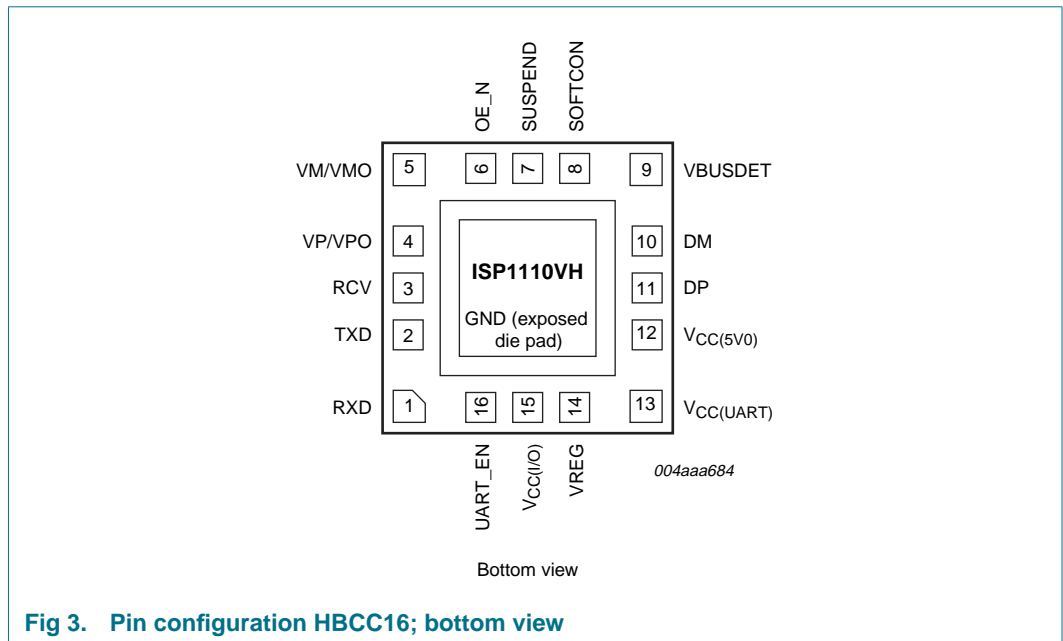 OE_N
SUSPEND
SOFTCON
VM/VMO 5 6 7 8 9 VBUSDET
VP/VPO 4 10 DM
ISP1110VH
RCV 3 11 DP
GND (exposed
die pad)
TXD 2 12 VCC(5V0)
RXD 1 16 15 14 13 VCC(UART)
UART_EN
VCC(I/O)
VREG
004aaa684
Bottom view
Fig 3. Pin configuration HBCC16; bottom view